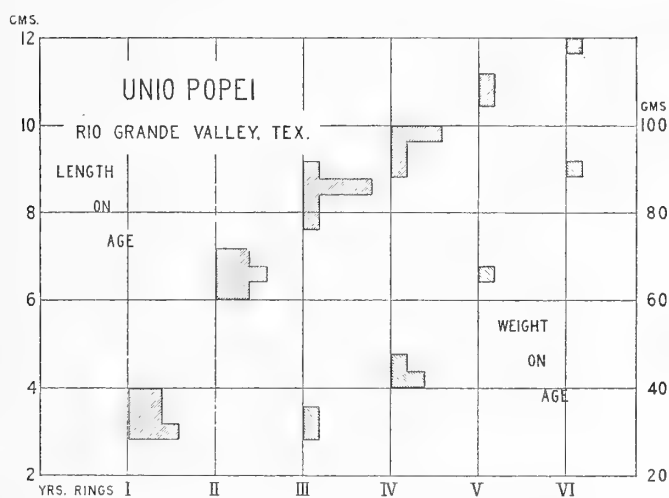 CMS.
12
UNIO POPEI
GMS
10
RIO GRANDE VALLEY, TEX.
100
LENGTH
ON
AGE
8
80
6
60
WEIGHT
ON
AGE
4
40
2
20
YRS. RINGS I II III IV V VI